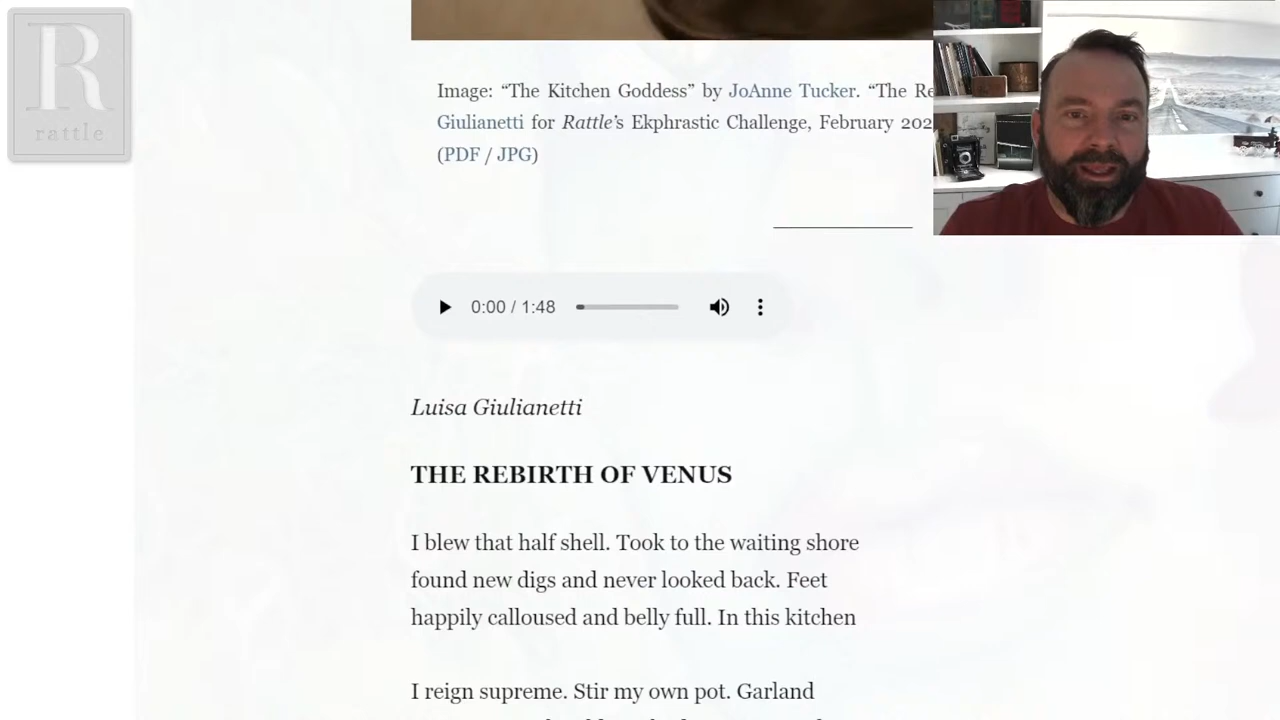 R
rattle
Image: “The Kitchen Goddess” by JoAnne Tucker. “The Re
Giulianetti for Rattle’s Ekphrastic Challenge, February 202
(PDF / JPG)
0:00 / 1:48
Luisa Giulianetti
THE REBIRTH OF VENUS
I blew that half shell. Took to the waiting shore
found new digs and never looked back. Feet
happily calloused and belly full. In this kitchen
I reign supreme. Stir my own pot. Garland